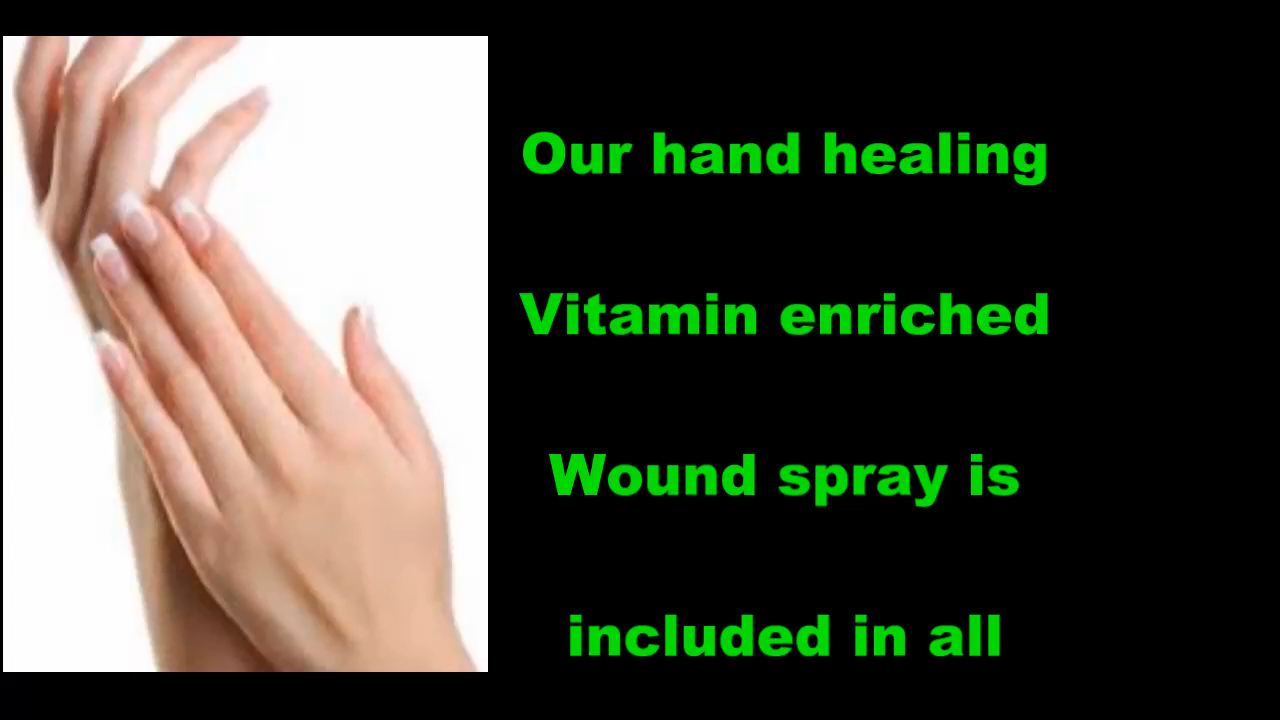 Our hand healing
Vitamin enriched
Wound spray is
included in all